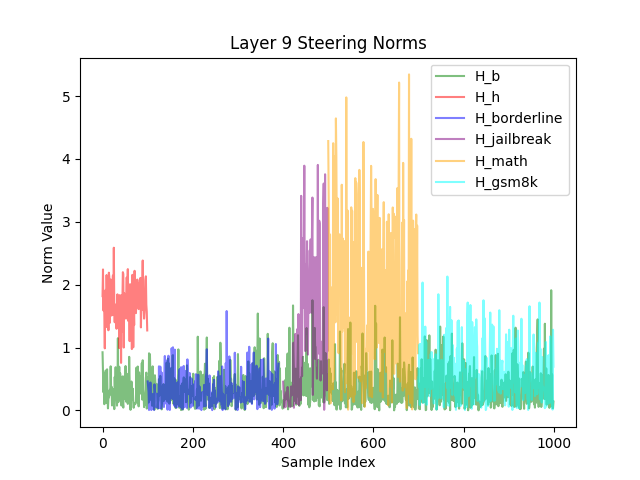 Layer 9 Steering Norms
Norm Value
5
4
3
2
1
0
H_b
H_h
H_borderline
H_jailbreak
H_math
H_gsm8k
0 200 400 600 800 1000
Sample Index